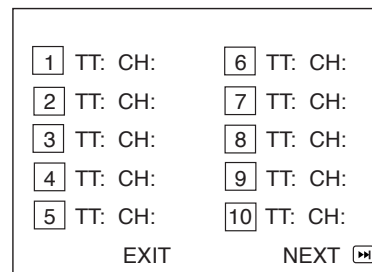 1 TT: CH: 6 TT: CH:
2 TT: CH: 7 TT: CH:
3 TT: CH: 8 TT: CH:
4 TT: CH: 9 TT: CH:
5 TT: CH: 10 TT: CH:
EXIT NEXT ⏭